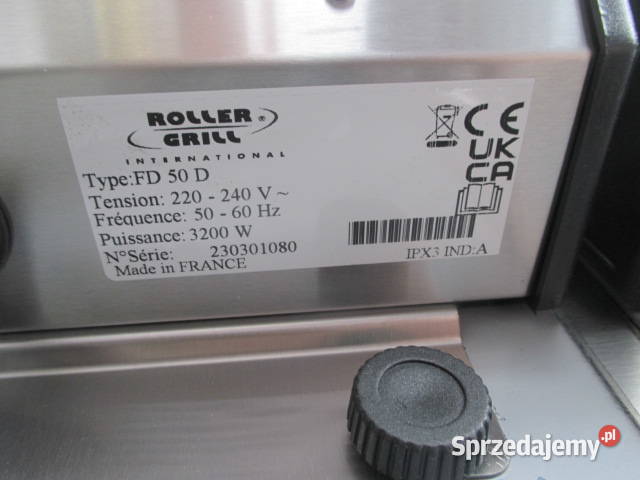 ROLLER ®
GRILL
INTERNATIONAL
Type:FD 50 D
Tension: 220 - 240 V ~
Fréquence: 50 - 60 Hz
Puissance: 3200 W
N°Série: 230301080
Made in FRANCE
CE
UK
CA
IPX3 IND:A
Sprzedajemy.pl